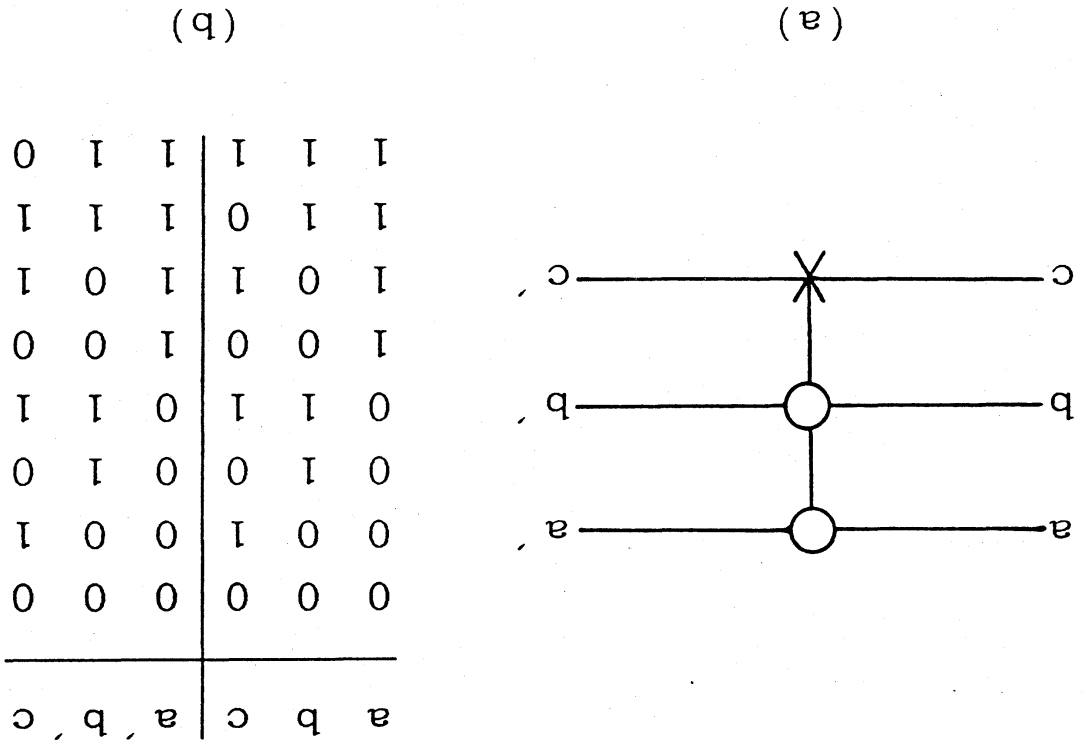 a a´
b b´
c c´
(a)
a b c a´ b´ c
0 0 0 0 0 0
0 0 1 0 0 1
0 1 0 0 1 0
0 1 1 0 1 1
1 0 0 1 0 0
1 0 1 1 0 1
1 1 0 1 1 1
1 1 1 1 1 0
(b)